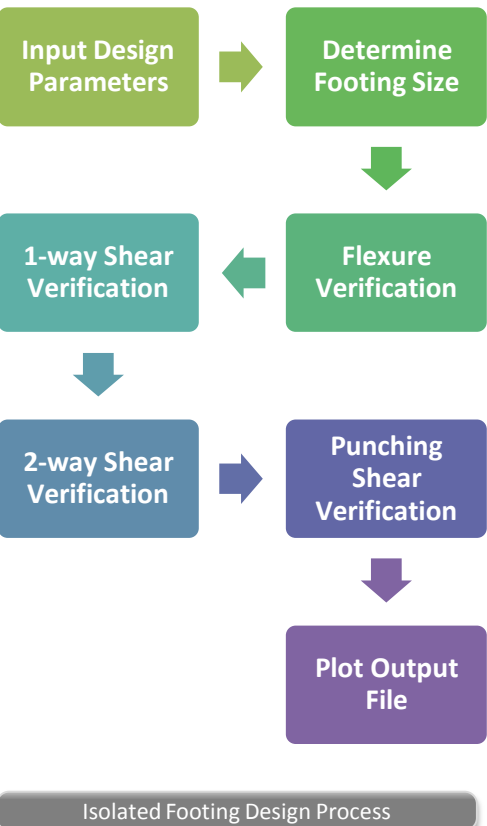 Input Design
Parameters
Determine
Footing Size
Flexure
Verification
1-way Shear
Verification
2-way Shear
Verification
Punching
Shear
Verification
Plot Output
File
Isolated Footing Design Process